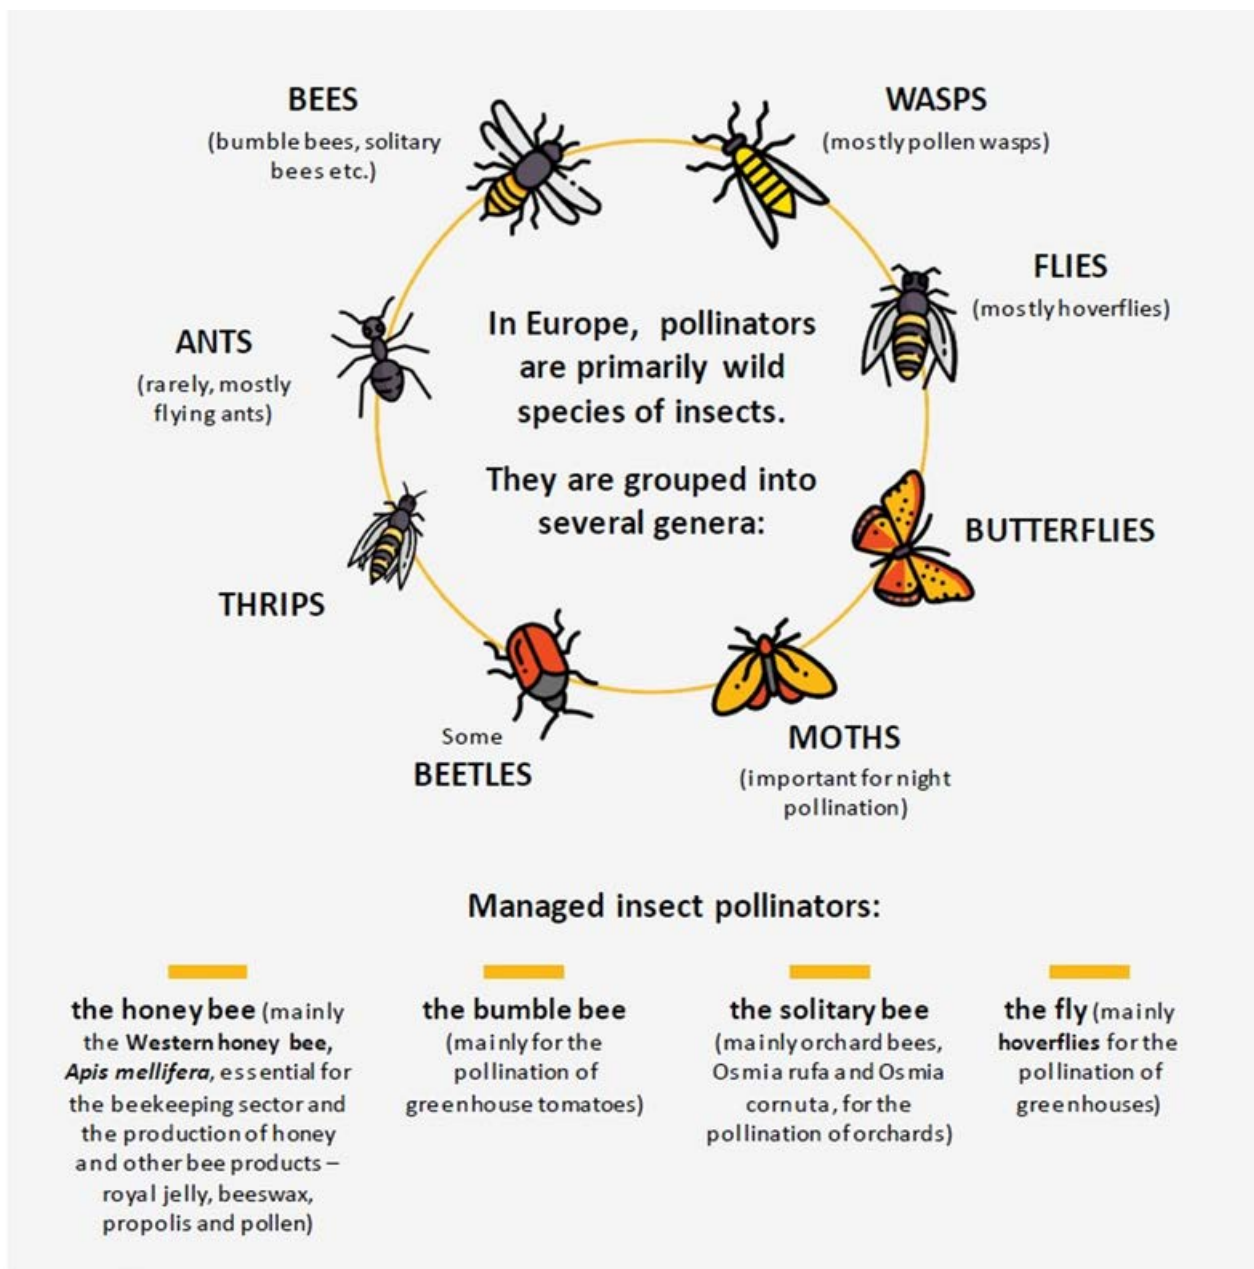 BEES
(bumble bees, solitary
bees etc.)
WASPS
(mostly pollen wasps)
FLIES
(mostly hoverflies)
ANTS
(rarely, mostly
flying ants)
In Europe, pollinators
are primarily wild
species of insects.
They are grouped into
several genera:
BUTTERFLIES
THRIPS
Some
BEETLES
MOTHS
(important for night
pollination)
Managed insect pollinators:
the honey bee (mainly
the Western honey bee,
Apis mellifera, essential for
the beekeeping sector and
the production of honey
and other bee products –
royal jelly, beeswax,
propolis and pollen)
the bumble bee
(mainly for the
pollination of
greenhouse tomatoes)
the solitary bee
(mainly orchard bees,
Osmia rufa and Osmia
cornuta, for the
pollination of orchards)
the fly (mainly
hoverflies for the
pollination of
greenhouses)